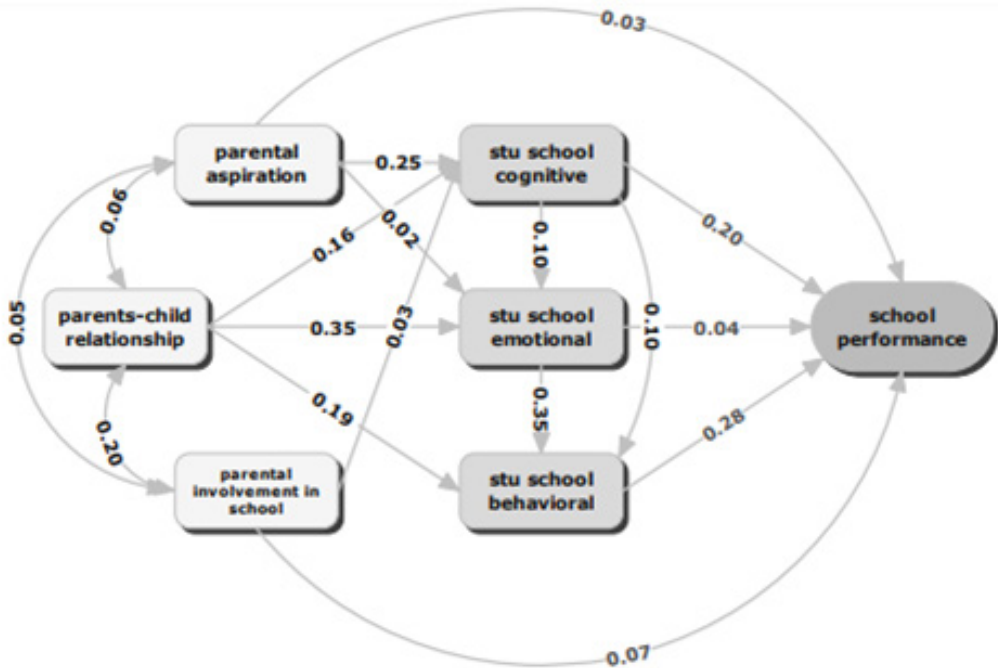 0.03
parental
aspiration
0.25
stu school
cognitive
0.06
0.02
0.16
0.10
0.20
0.05
parents-child
relationship
0.35
0.03
stu school
emotional
0.10
0.04
school
performance
0.19
0.35
0.28
0.20
parental
involvement in
school
stu school
behavioral
0.07